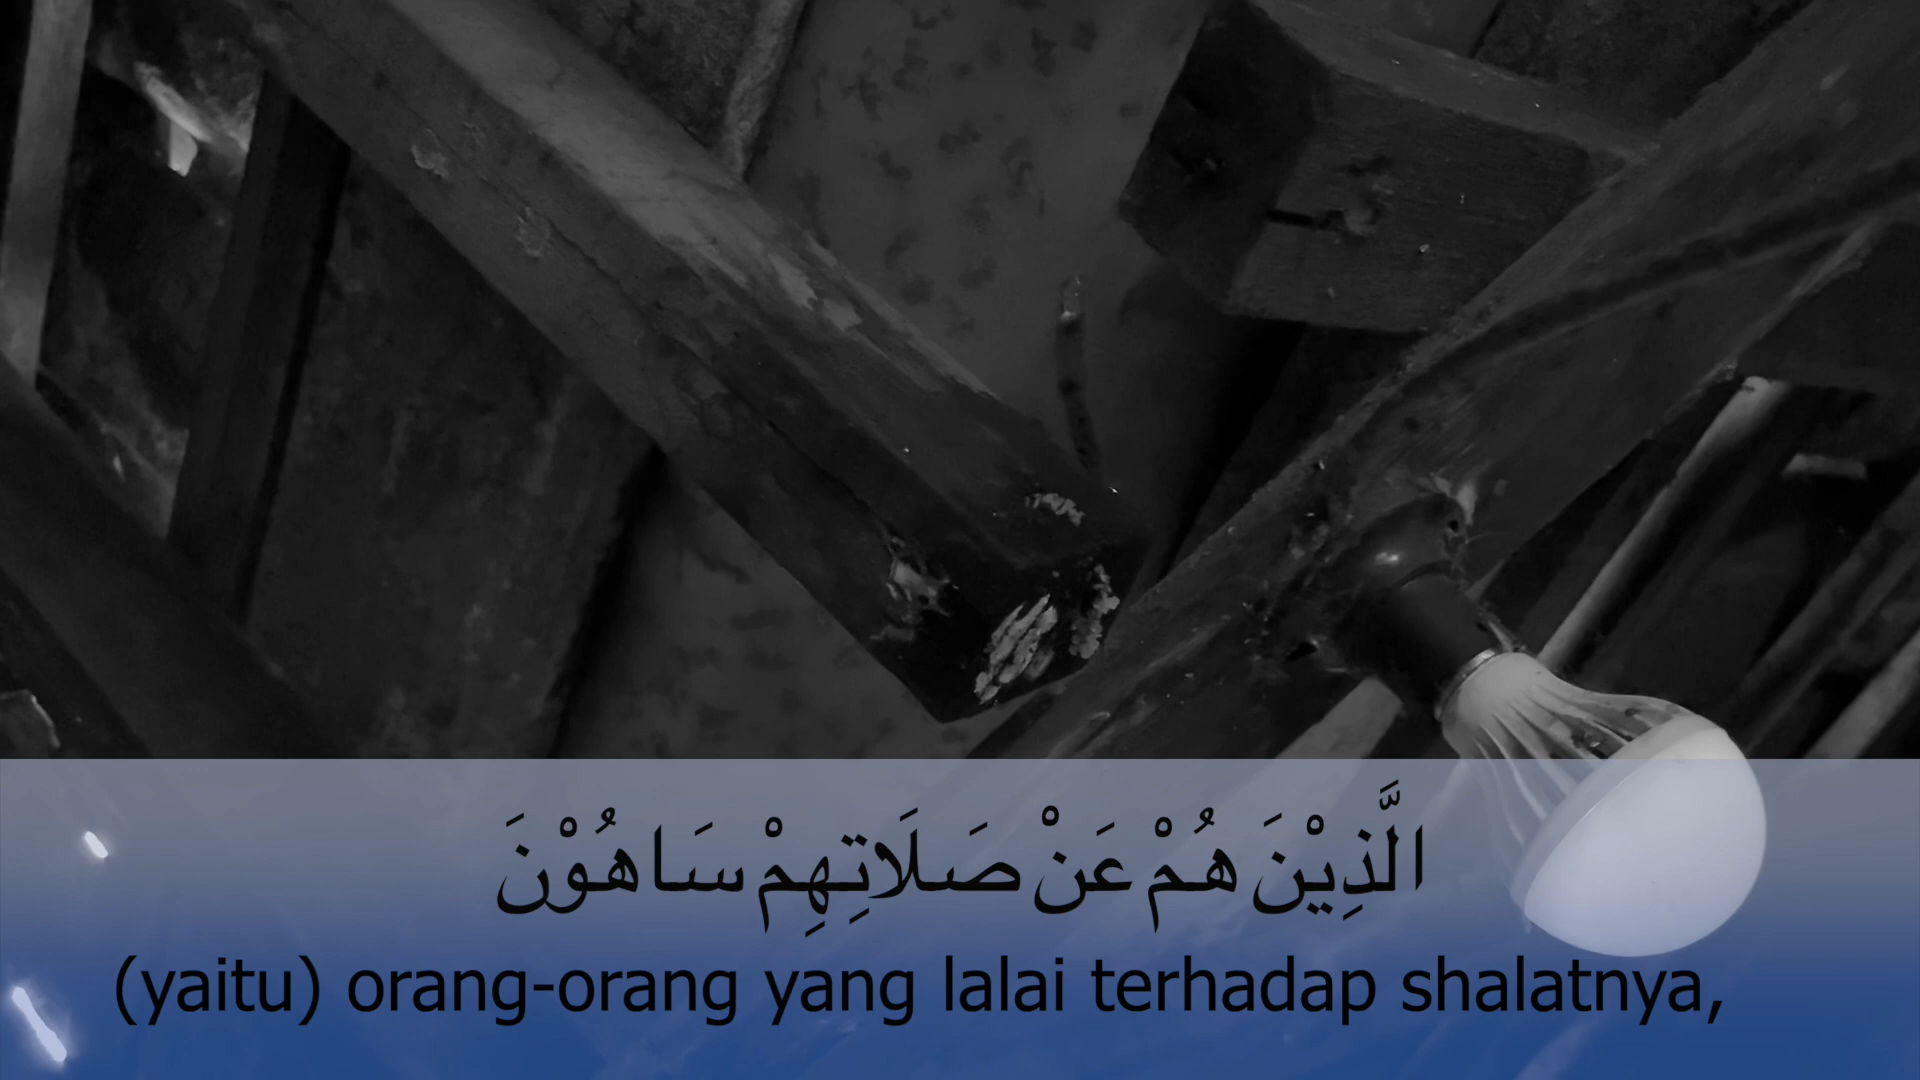 الَّذِيْنَ هُمْ عَنْ صَلَاتِهِمْ سَاهُوْنَ
(yaitu) orang-orang yang lalai terhadap shalatnya,